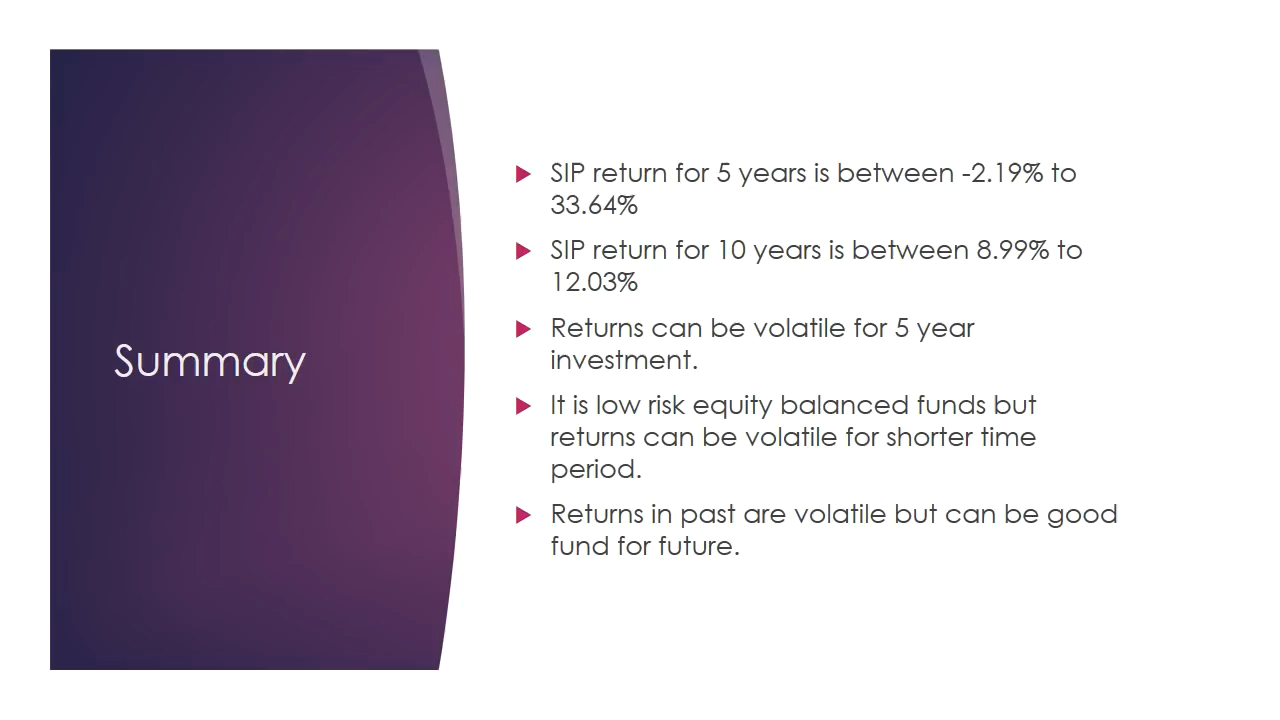 Summary
SIP return for 5 years is between -2.19% to
33.64%
SIP return for 10 years is between 8.99% to
12.03%
Returns can be volatile for 5 year
investment.
It is low risk equity balanced funds but
returns can be volatile for shorter time
period.
Returns in past are volatile but can be good
fund for future.